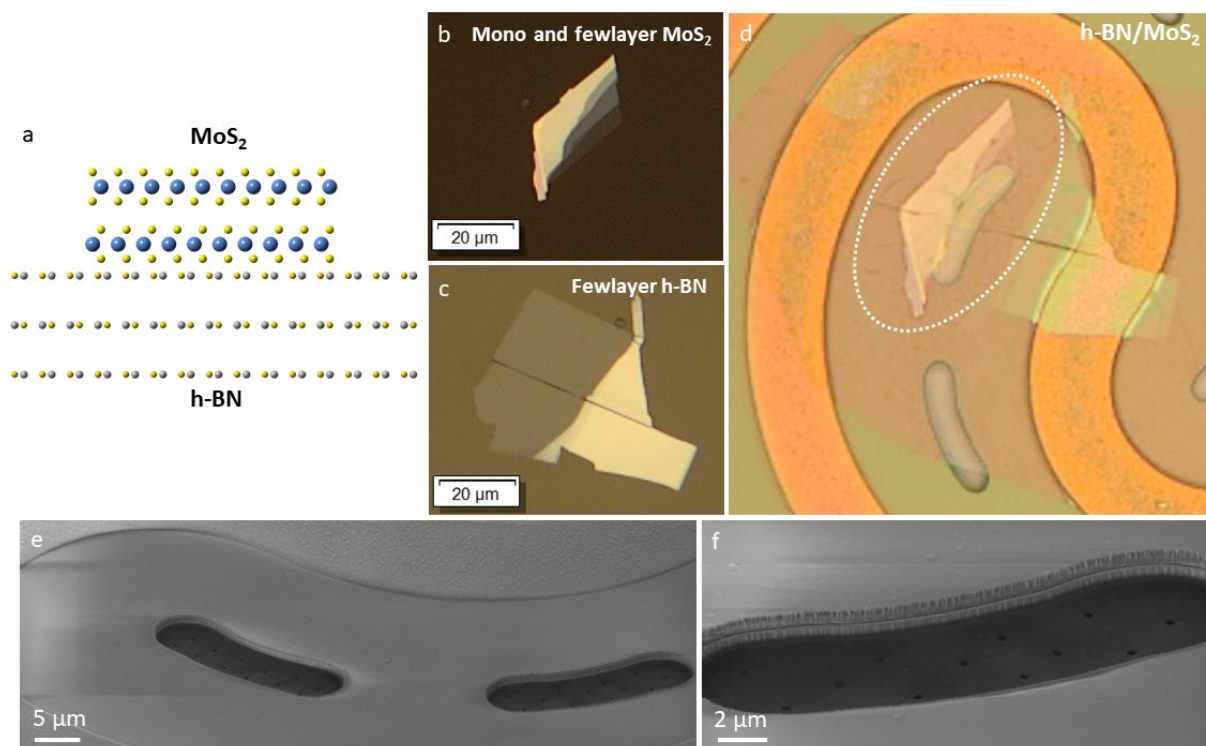 a
MoS₂
h-BN
b
Mono and fewlayer MoS₂
20 µm
c
Fewlayer h-BN
20 µm
d
h-BN/MoS₂
e
5 µm
f
2 µm